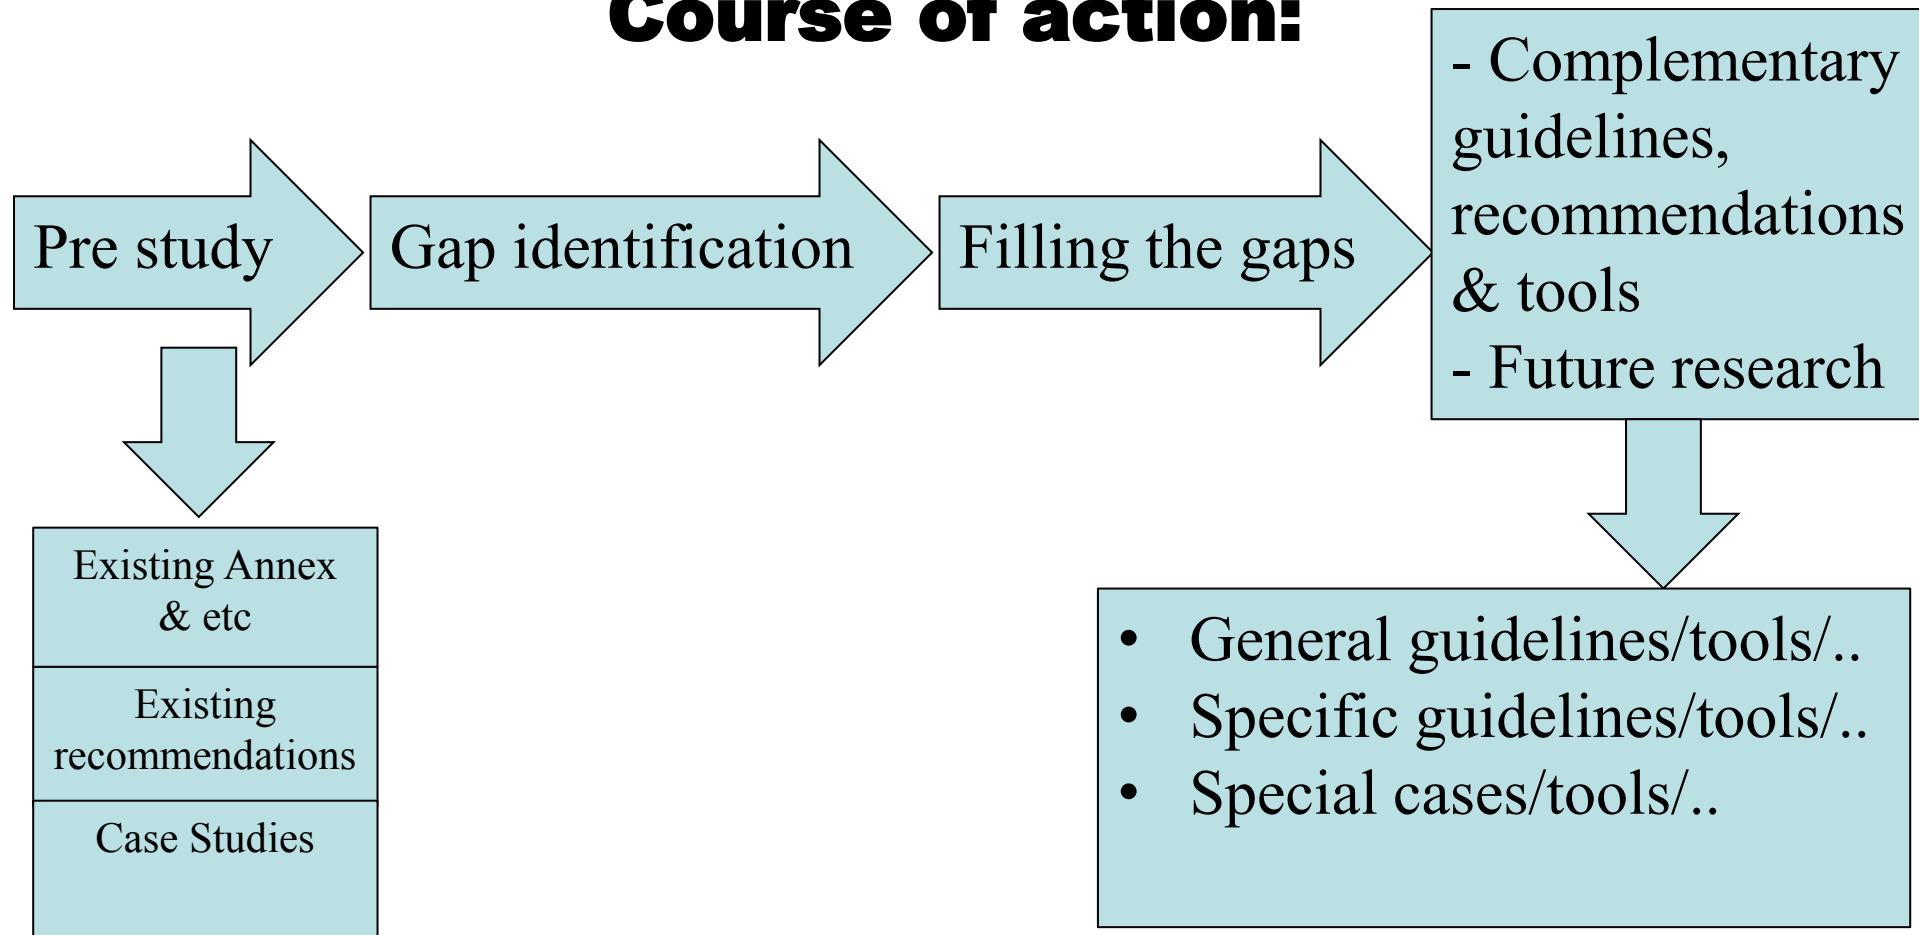 Course of action:
Pre study
Gap identification
Filling the gaps
- Complementary
guidelines,
recommendations
& tools
- Future research
Existing Annex
& etc
Existing
recommendations
Case Studies
• General guidelines/tools/..
• Specific guidelines/tools/..
• Special cases/tools/..